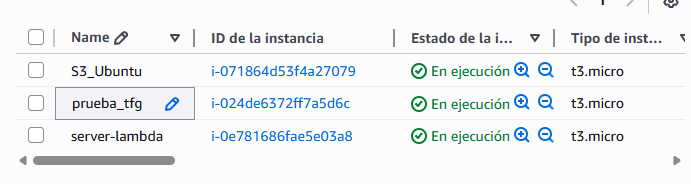 Name ID de la instancia Estado de la i... Tipo de inst...
S3_Ubuntu i-071864d53f4a27079 En ejecución t3.micro
prueba_tfg i-024de6372ff7a5d6c En ejecución t3.micro
server-lambda i-0e781686fae5e03a8 En ejecución t3.micro